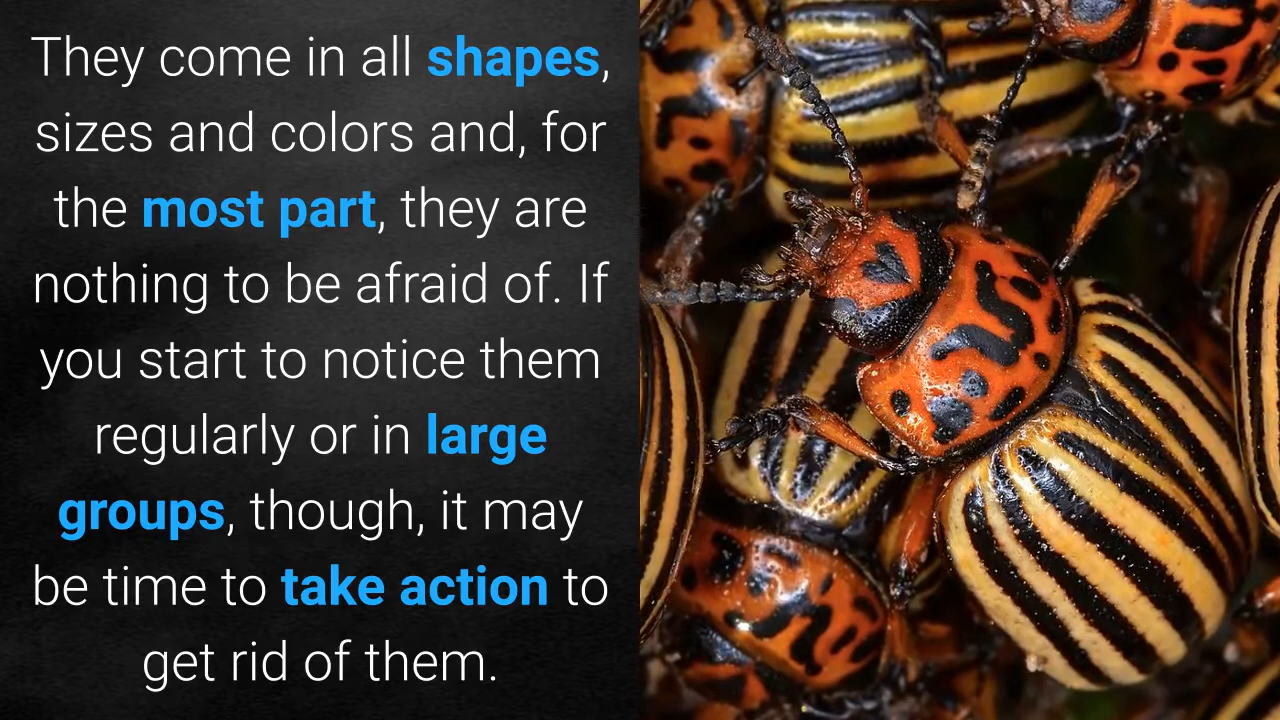 They come in all shapes,
sizes and colors and, for
the most part, they are
nothing to be afraid of. If
you start to notice them
regularly or in large
groups, though, it may
be time to take action to
get rid of them.